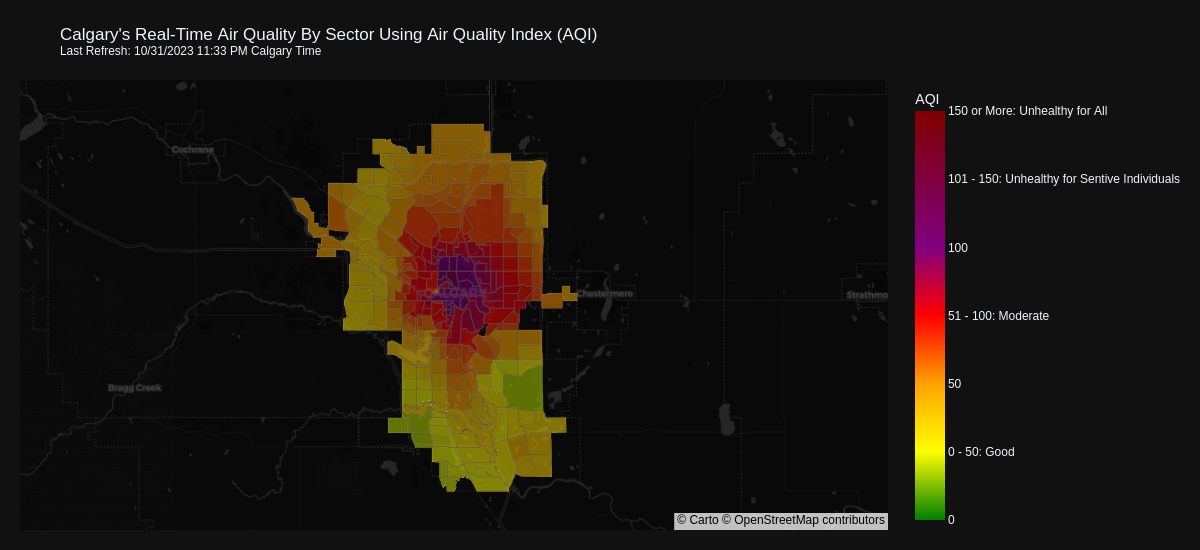 Calgary's Real-Time Air Quality By Sector Using Air Quality Index (AQI)
Last Refresh: 10/31/2023 11:33 PM Calgary Time
AQI
150 or More: Unhealthy for All
Cochrane
101 - 150: Unhealthy for Sentive Individuals
100
CALGARY
Chestermere
Strathmo
51 - 100: Moderate
50
Bragg Creek
0 - 50: Good
0
© Carto © OpenStreetMap contributors